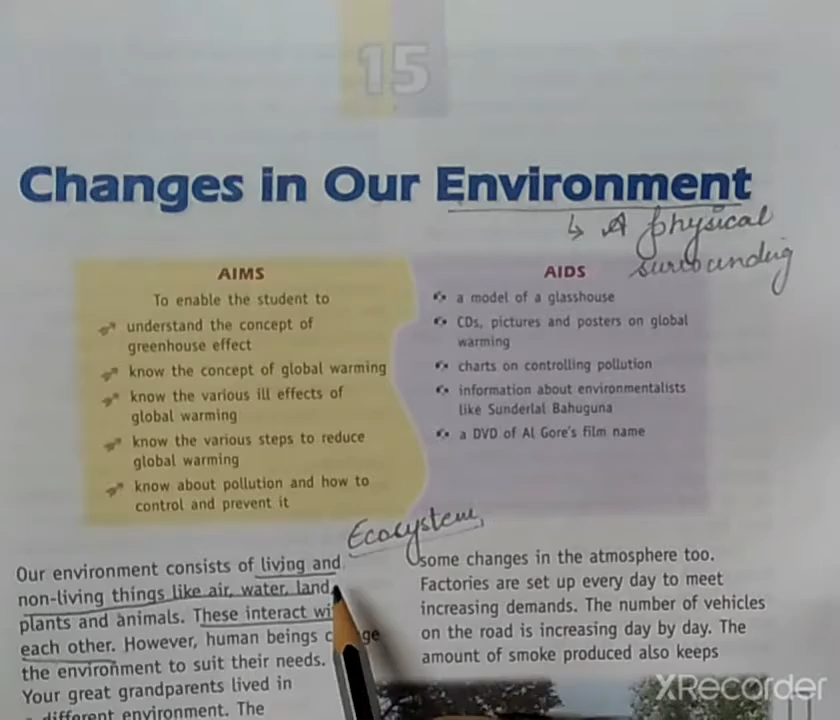 15
Changes in Our Environment
↳ A physical
surrounding
AIMS
To enable the student to
understand the concept of
greenhouse effect
know the concept of global warming
know the various ill effects of
global warming
know the various steps to reduce
global warming
know about pollution and how to
control and prevent it
AIDS
a model of a glasshouse
CDs, pictures and posters on global
warming
charts on controlling pollution
information about environmentalists
like Sunderlal Bahuguna
a DVD of Al Gore's film name
Ecosystem
Our environment consists of living and
non-living things like air, water, land,
plants and animals. These interact
each other. However, human beings
the environment to suit their needs.
Your great grandparents lived in
different environment. The
some changes in the atmosphere too.
Factories are set up every day to meet
increasing demands. The number of vehicles
on the road is increasing day by day. The
amount of smoke produced also keeps
XRecorder